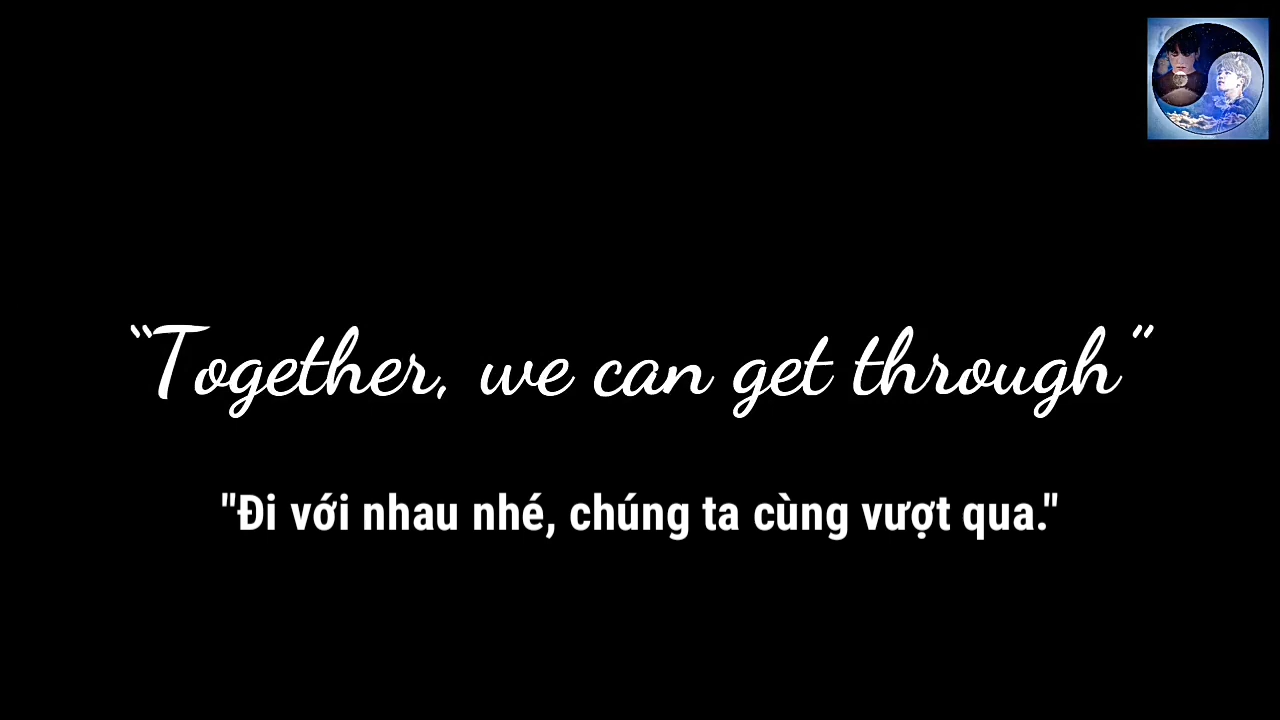 “Together, we can get through”
"Đi với nhau nhé, chúng ta cùng vượt qua."